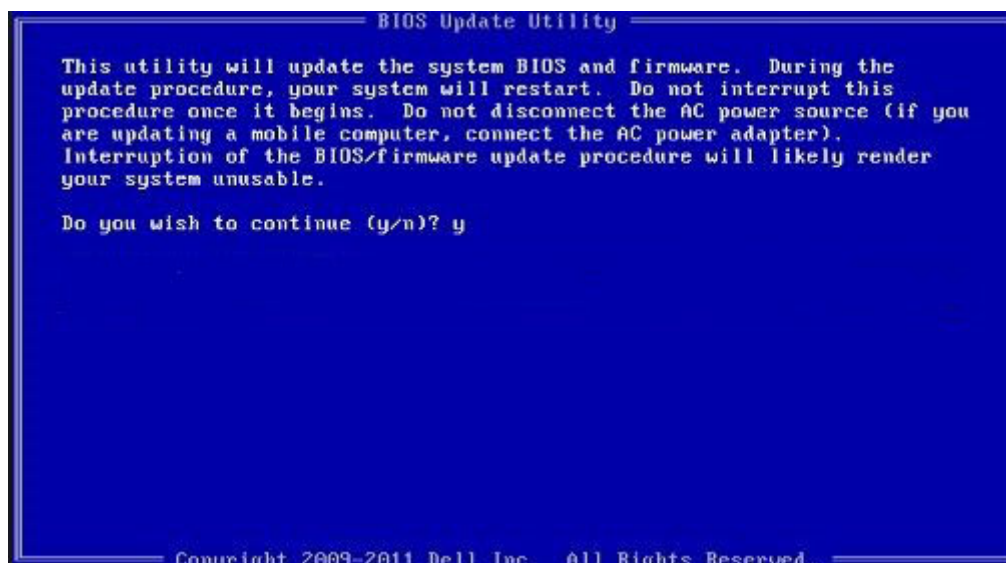 BIOS Update Utility
This utility will update the system BIOS and firmware. During the
update procedure, your system will restart. Do not interrupt this
procedure once it begins. Do not disconnect the AC power source (if you
are updating a mobile computer, connect the AC power adapter).
Interruption of the BIOS/firmware update procedure will likely render
your system unusable.
Do you wish to continue (y/n)? y
Copyright 2009-2011 Dell Inc. All Rights Reserved.